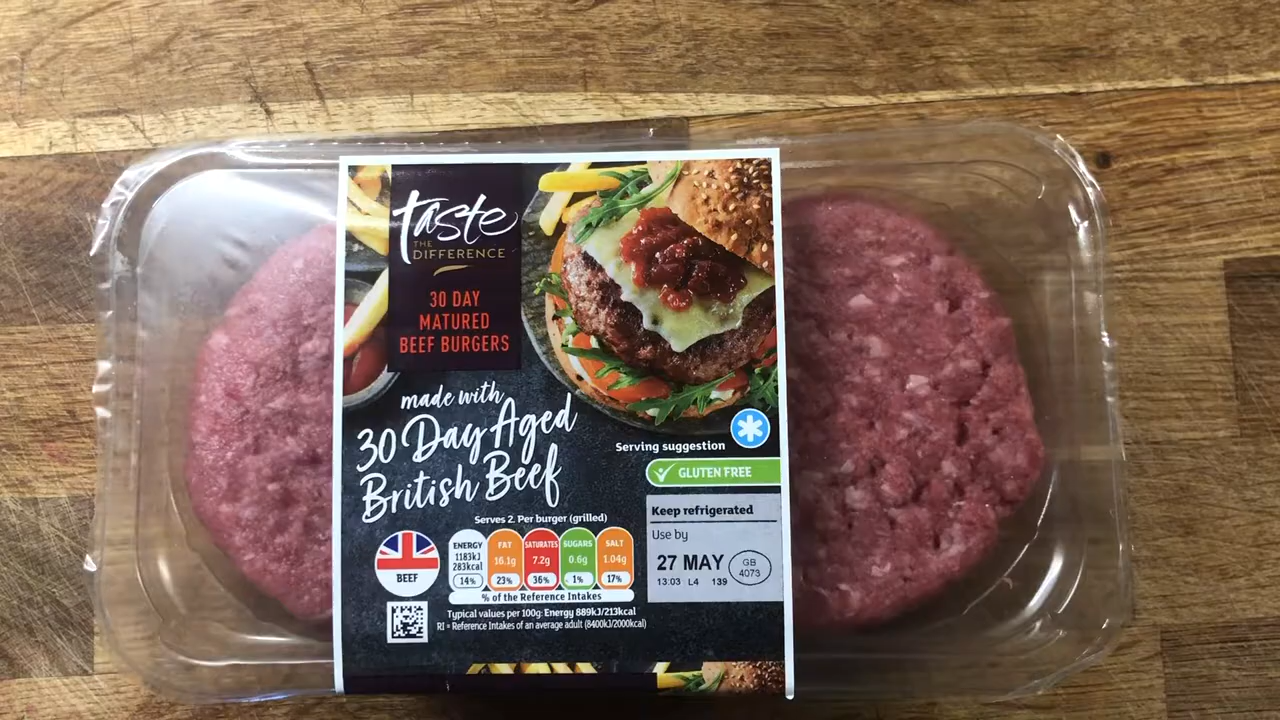 taste
THE
DIFFERENCE
30 DAY
MATURED
BEEF BURGERS
made with
30 Day Aged
British Beef
Serving suggestion
GLUTEN FREE
Keep refrigerated
Use by
27 MAY
13:03 L4 139
GB
4073
BEEF
Serves 2. Per burger (grilled)
ENERGY
1183kJ
283kcal
14%
FAT
16.1g
23%
SATURATES
7.2g
36%
SUGARS
0.6g
1%
SALT
1.04g
17%
% of the Reference Intakes
Typical values per 100g: Energy 889kJ/213kcal
RI = Reference Intakes of an average adult (8400kJ/2000kcal)